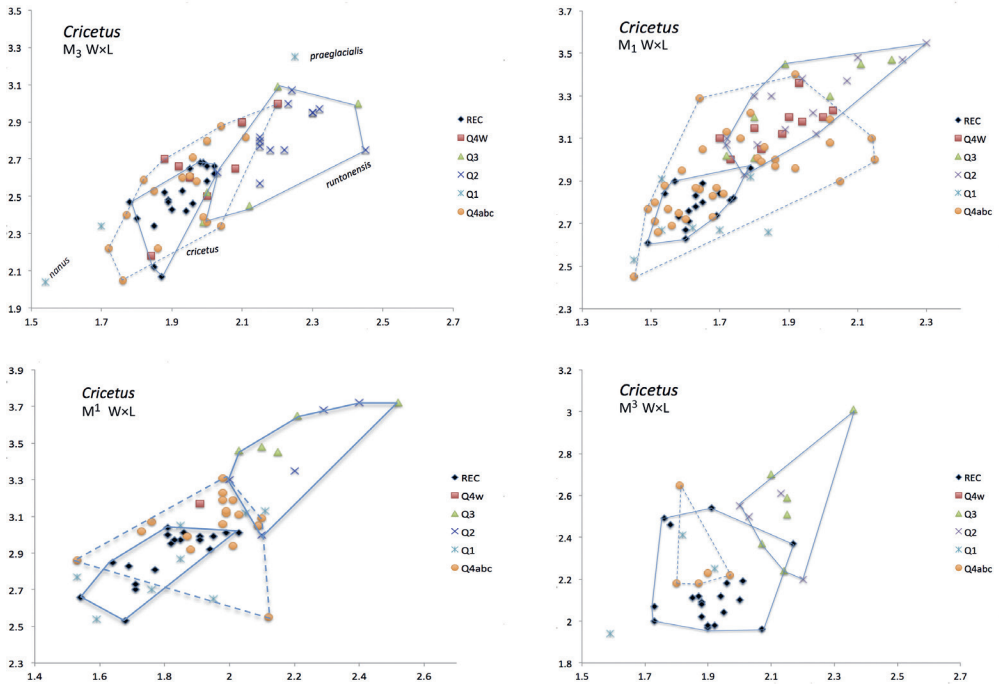 Cricetus
M3 W×L
3.5
3.3
3.1
2.9
2.7
2.5
2.3
2.1
1.9
1.5
1.7
1.9
2.1
2.3
2.5
2.7
praeglacialis
runtonensis
cricetus
nanus
REC
Q4W
Q3
Q2
Q1
Q4abc
Cricetus
M1 W×L
3.7
3.5
3.3
3.1
2.9
2.7
2.5
2.3
1.3
1.5
1.7
1.9
2.1
2.3
REC
Q4W
Q3
Q2
Q1
Q4abc
Cricetus
M1 W×L
3.9
3.7
3.5
3.3
3.1
2.9
2.7
2.5
2.3
1.4
1.6
1.8
2
2.2
2.4
2.6
REC
Q4w
Q3
Q2
Q1
Q4abc
Cricetus
M3 W×L
3.2
3
2.8
2.6
2.4
2.2
2
1.8
1.5
1.7
1.9
2.1
2.3
2.5
2.7
REC
Q4w
Q3
Q2
Q1
Q4abc